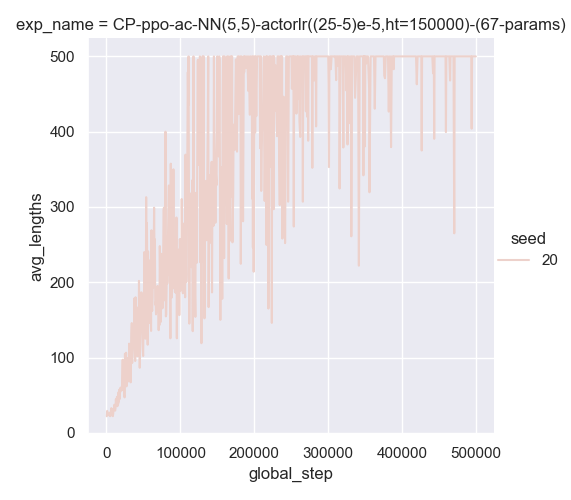 exp_name = CP-ppo-ac-NN(5,5)-actorlr((25-5)e-5,ht=150000)-(67-params)
500
400
300
200
100
0
avg_lengths
0 100000 200000 300000 400000 500000
global_step
seed
20